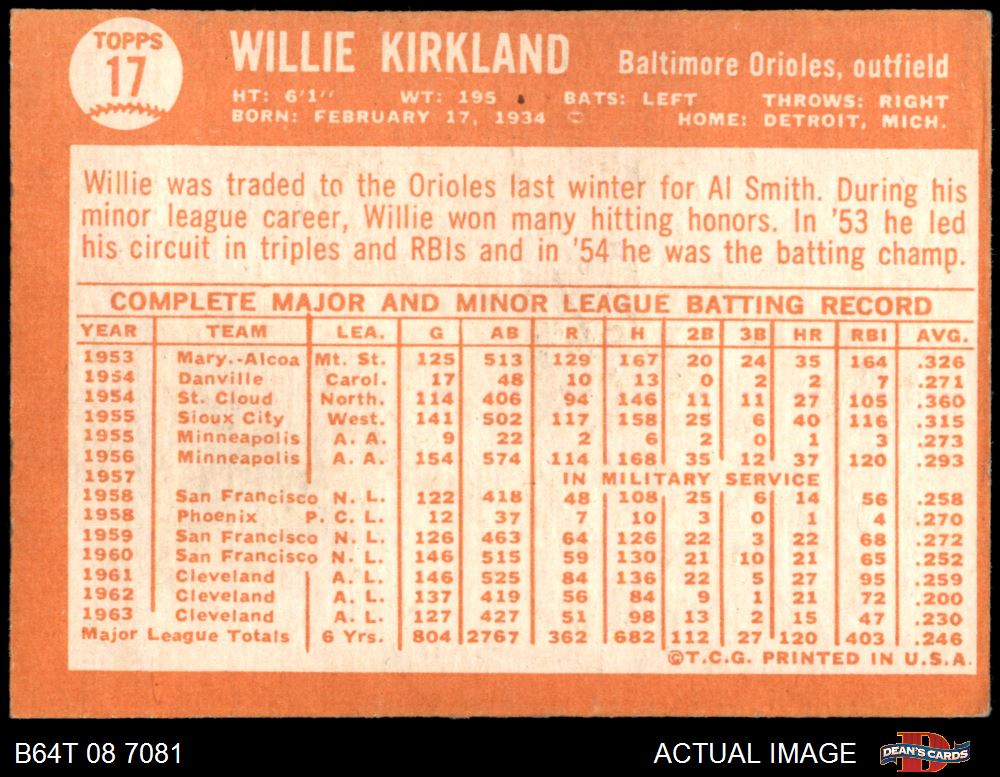 TOPPS
17
WILLIE KIRKLAND Baltimore Orioles, outfield
HT: 6'1" WT: 195 BATS: LEFT THROWS: RIGHT
BORN: FEBRUARY 17, 1934 HOME: DETROIT, MICH.
Willie was traded to the Orioles last winter for Al Smith. During his
minor league career, Willie won many hitting honors. In '53 he led
his circuit in triples and RBIs and in '54 he was the batting champ.
COMPLETE MAJOR AND MINOR LEAGUE BATTING RECORD
YEAR TEAM LEA. G AB R H 2B 3B HR RBI AVG.
1953 Mary.-Alcoa Mt. St. 125 513 129 167 20 24 35 164 .326
1954 Danville Carol. 17 48 10 13 0 2 2 7 .271
1954 St. Cloud North. 114 406 94 146 11 11 27 105 .360
1955 Sioux City West. 141 502 117 158 25 6 40 116 .315
1955 Minneapolis A. A. 9 22 2 6 2 0 1 3 .273
1956 Minneapolis A. A. 154 574 114 168 35 12 37 120 .293
1957 IN MILITARY SERVICE
1958 San Francisco N. L. 122 418 48 108 25 6 14 56 .258
1958 Phoenix P. C. L. 12 37 7 10 3 0 1 4 .270
1959 San Francisco N. L. 126 463 64 126 22 3 22 68 .272
1960 San Francisco N. L. 146 515 59 130 21 10 21 65 .252
1961 Cleveland A. L. 146 525 84 136 22 5 27 95 .259
1962 Cleveland A. L. 137 419 56 84 9 1 21 72 .200
1963 Cleveland A. L. 127 427 51 98 13 2 15 47 .230
Major League Totals 6 Yrs. 804 2767 362 682 112 27 120 403 .246
©T.C.G. PRINTED IN U.S.A.
B64T 08 7081 ACTUAL IMAGE DEAN'S CARDS